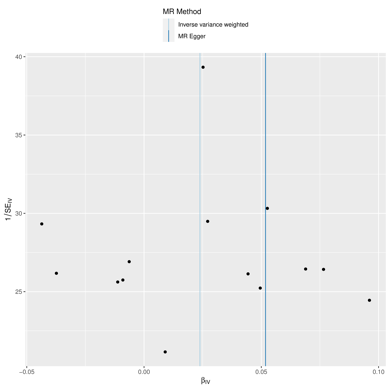 MR Method
Inverse variance weighted
MR Egger
40
35
30
25
1/SE_IV
-0.05
0.00
0.05
0.10
β_IV